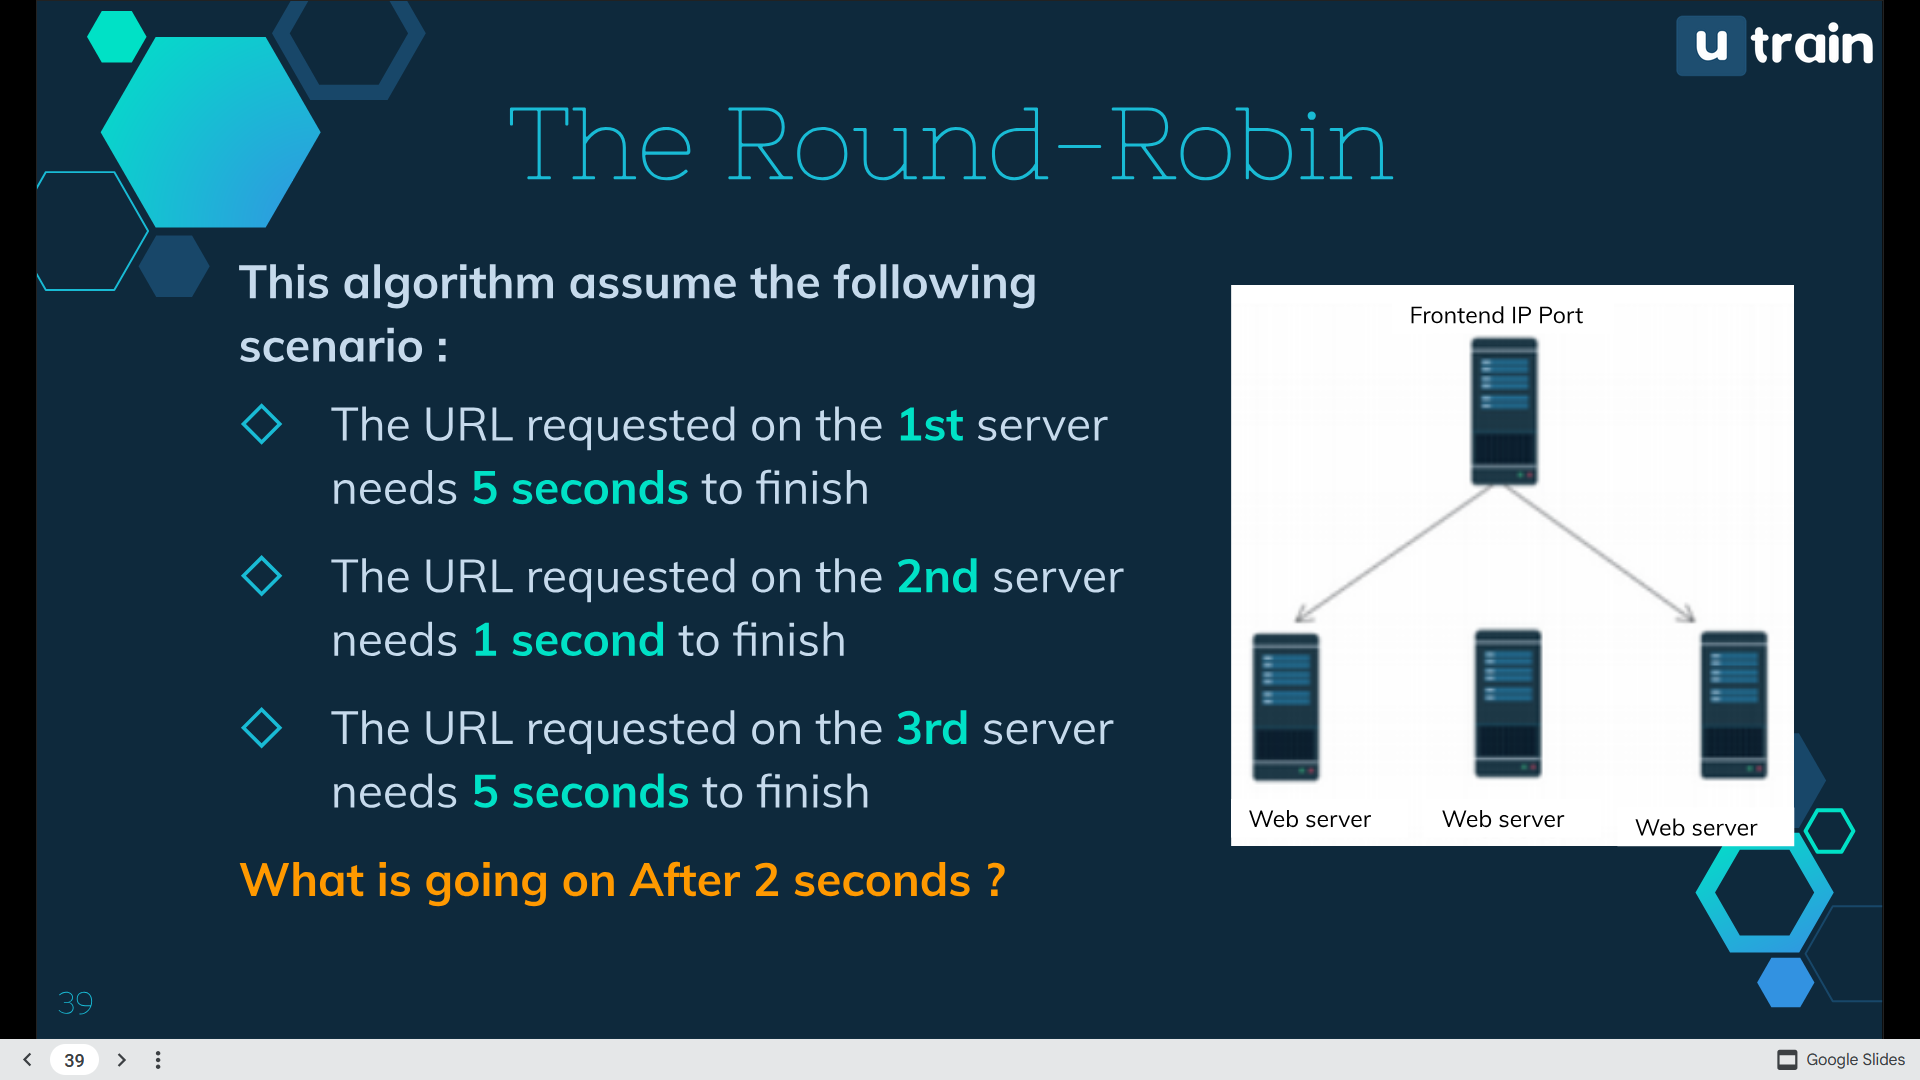 u train
The Round-Robin
This algorithm assume the following
scenario :
The URL requested on the 1st server
needs 5 seconds to finish
The URL requested on the 2nd server
needs 1 second to finish
The URL requested on the 3rd server
needs 5 seconds to finish
What is going on After 2 seconds ?
Frontend IP Port
Web server
Web server
Web server
39
39
Google Slides